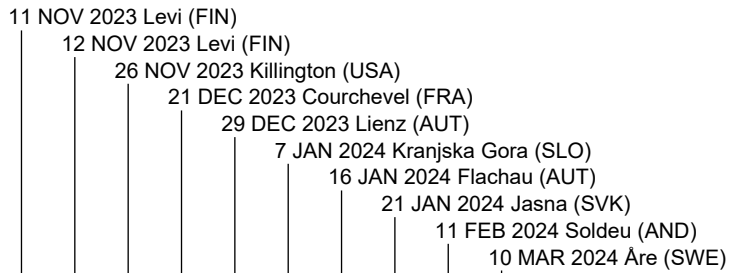 11 NOV 2023 Levi (FIN)
12 NOV 2023 Levi (FIN)
26 NOV 2023 Killington (USA)
21 DEC 2023 Courchevel (FRA)
29 DEC 2023 Lienz (AUT)
7 JAN 2024 Kranjska Gora (SLO)
16 JAN 2024 Flachau (AUT)
21 JAN 2024 Jasna (SVK)
11 FEB 2024 Soldeu (AND)
10 MAR 2024 Åre (SWE)